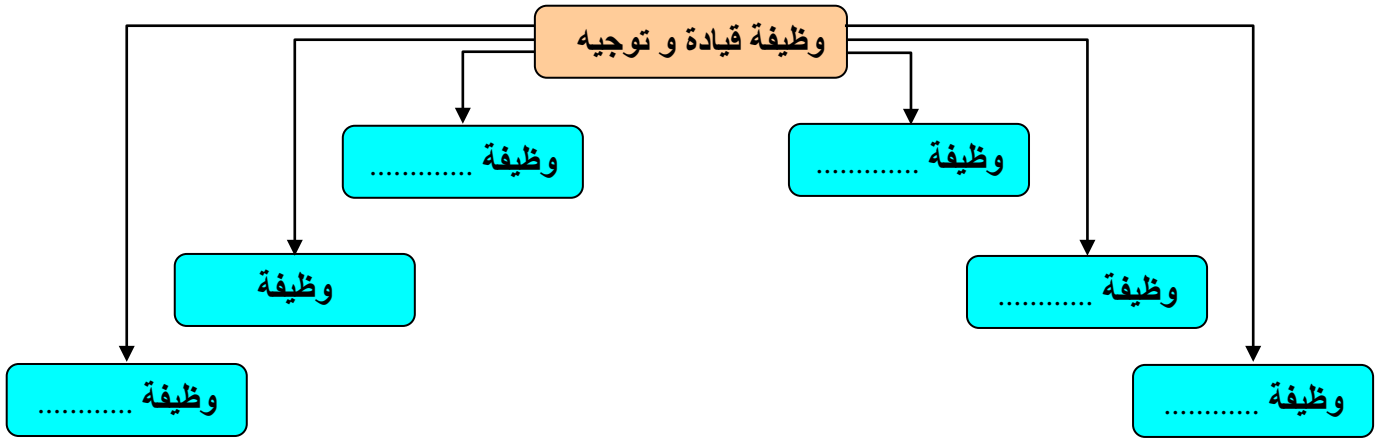 وظيفة قيادة و توجيه
وظيفة .............
وظيفة .............
وظيفة ............
وظيفة
وظيفة ............
وظيفة ............